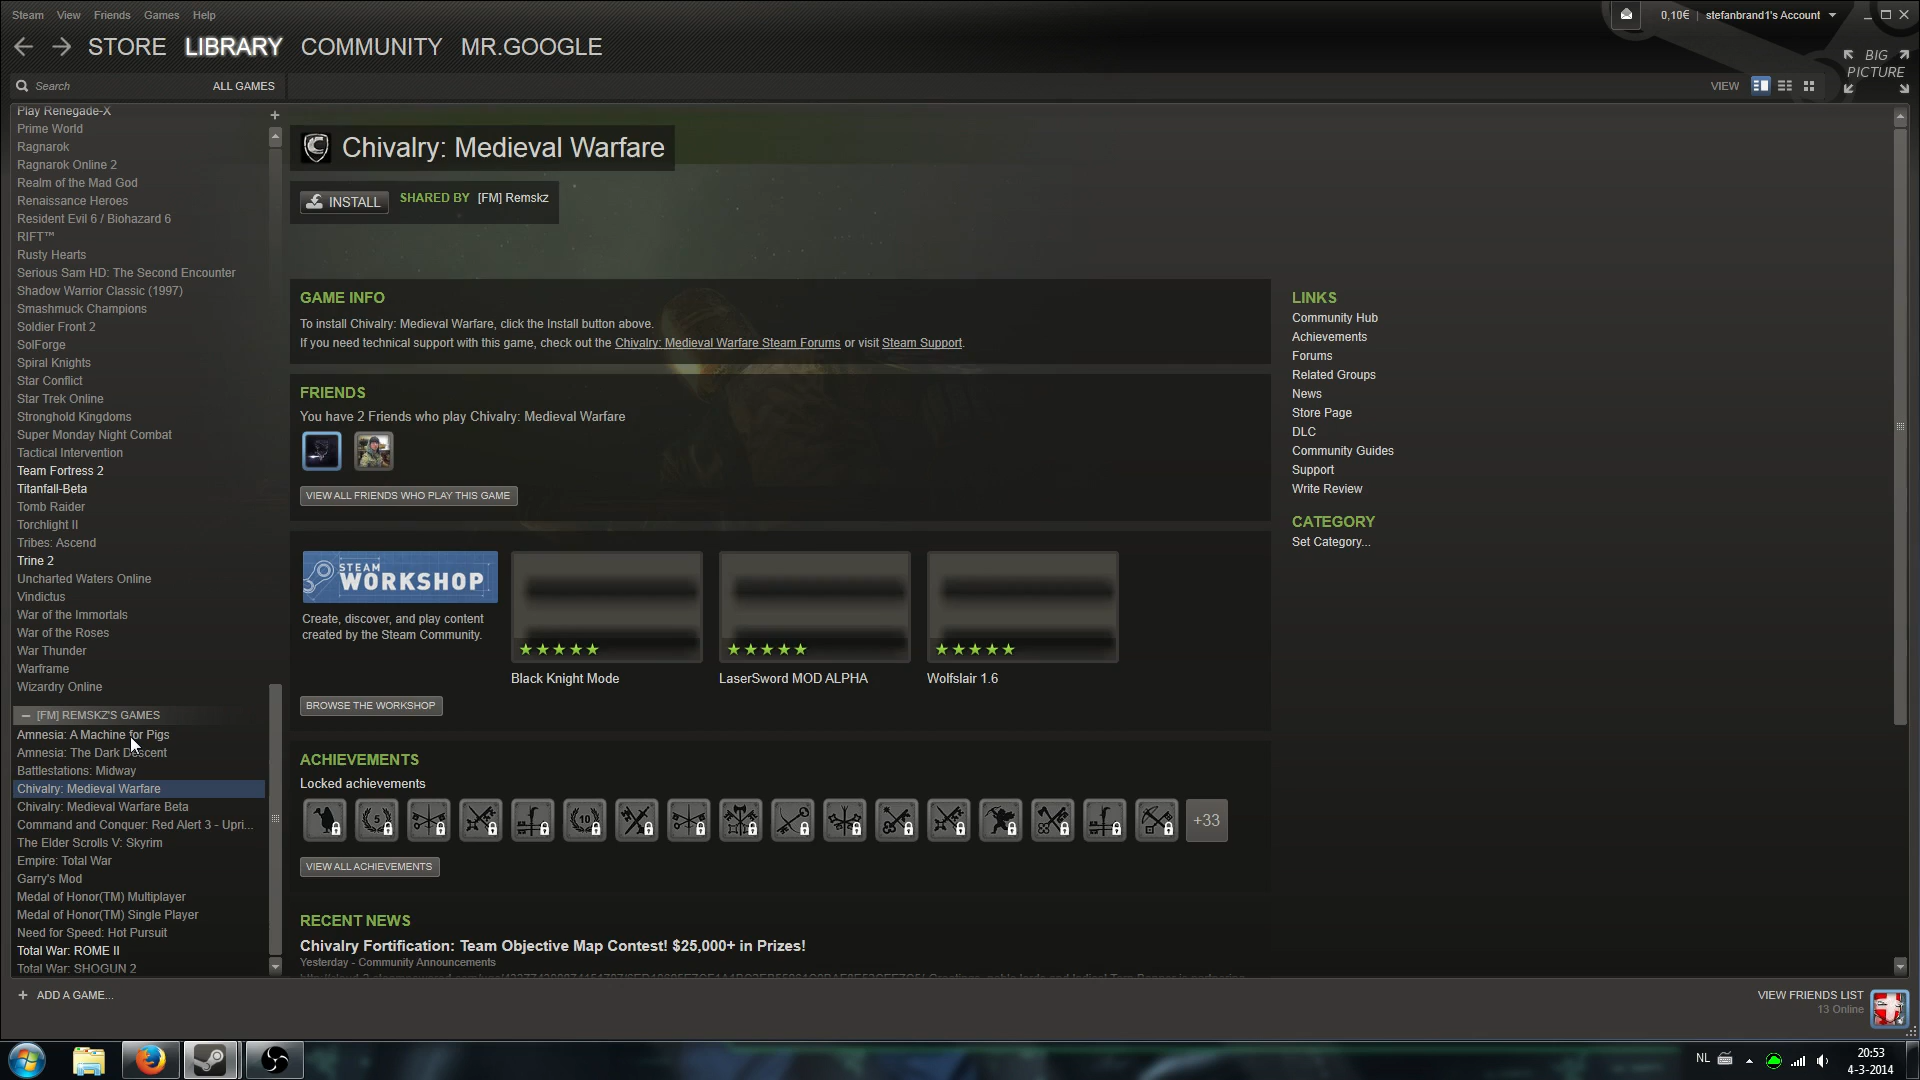 Steam View Friends Games Help
0,10€ stefanbrand1's Account
STORE LIBRARY COMMUNITY MR.GOOGLE
BIG PICTURE
Search ALL GAMES
VIEW
Play Renegade-X
Prime World
Ragnarok
Ragnarok Online 2
Realm of the Mad God
Renaissance Heroes
Resident Evil 6 / Biohazard 6
RIFT™
Rusty Hearts
Serious Sam HD: The Second Encounter
Shadow Warrior Classic (1997)
Smashmuck Champions
Soldier Front 2
SolForge
Spiral Knights
Star Conflict
Star Trek Online
Stronghold Kingdoms
Super Monday Night Combat
Tactical Intervention
Team Fortress 2
Titanfall-Beta
Tomb Raider
Torchlight II
Tribes: Ascend
Trine 2
Uncharted Waters Online
Vindictus
War of the Immortals
War of the Roses
War Thunder
Warframe
Wizardry Online
[FM] REMSKZ'S GAMES
Amnesia: A Machine for Pigs
Amnesia: The Dark Descent
Battlestations: Midway
Chivalry: Medieval Warfare
Chivalry: Medieval Warfare Beta
Command and Conquer: Red Alert 3 - Upri...
The Elder Scrolls V: Skyrim
Empire: Total War
Garry's Mod
Medal of Honor(TM) Multiplayer
Medal of Honor(TM) Single Player
Need for Speed: Hot Pursuit
Total War: ROME II
Total War: SHOGUN 2
+ ADD A GAME...
Chivalry: Medieval Warfare
INSTALL SHARED BY [FM] Remskz
GAME INFO
To install Chivalry: Medieval Warfare, click the Install button above.
If you need technical support with this game, check out the Chivalry: Medieval Warfare Steam Forums or visit Steam Support.
FRIENDS
You have 2 Friends who play Chivalry: Medieval Warfare
VIEW ALL FRIENDS WHO PLAY THIS GAME
STEAM WORKSHOP
Create, discover, and play content
created by the Steam Community.
Black Knight Mode
LaserSword MOD ALPHA
Wolfslair 1.6
BROWSE THE WORKSHOP
ACHIEVEMENTS
Locked achievements
5
10
+33
VIEW ALL ACHIEVEMENTS
RECENT NEWS
Chivalry Fortification: Team Objective Map Contest! $25,000+ in Prizes!
Yesterday - Community Announcements
LINKS
Community Hub
Achievements
Forums
Related Groups
News
Store Page
DLC
Community Guides
Support
Write Review
CATEGORY
Set Category...
VIEW FRIENDS LIST
13 Online
NL
20:53
4-3-2014